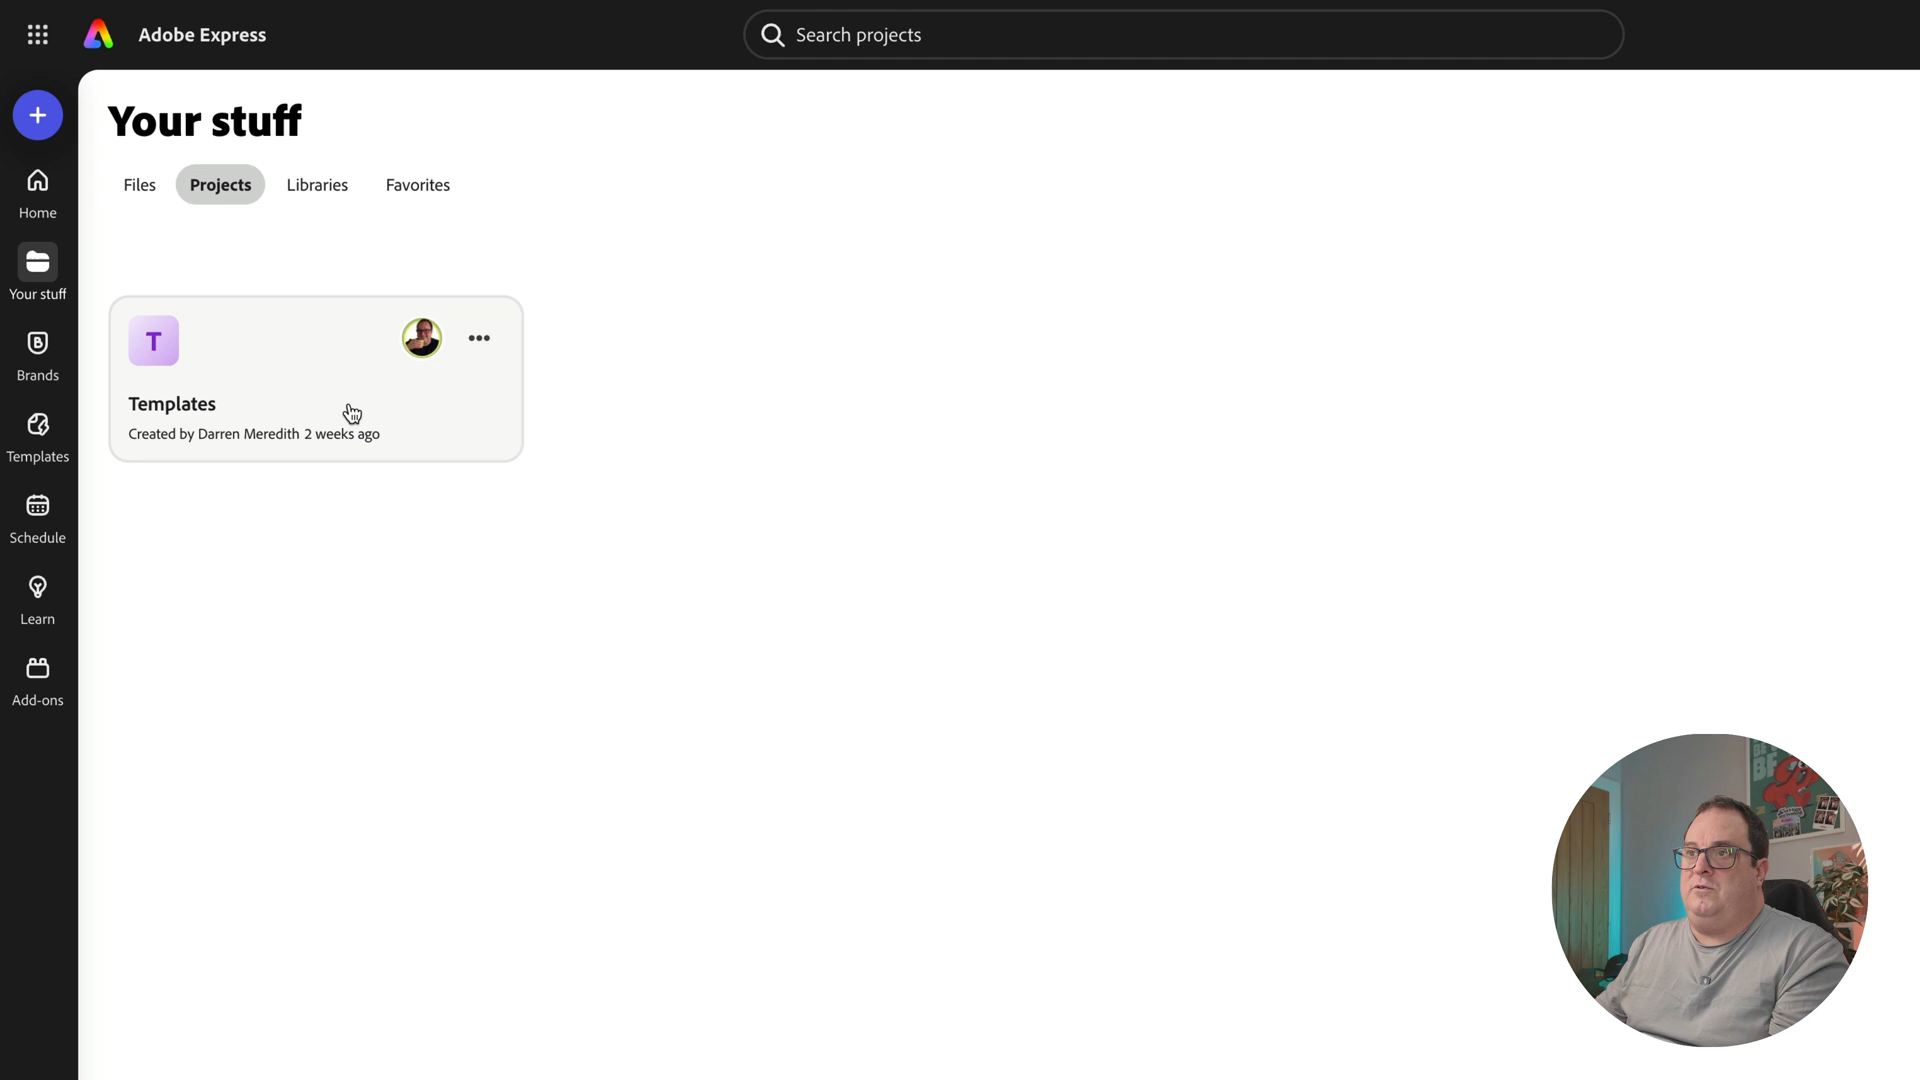 Adobe Express
Search projects
Your stuff
Files
Projects
Libraries
Favorites
Home
Your stuff
B
Brands
Templates
Schedule
Learn
Add-ons
T
Templates
Created by Darren Meredith 2 weeks ago
BF